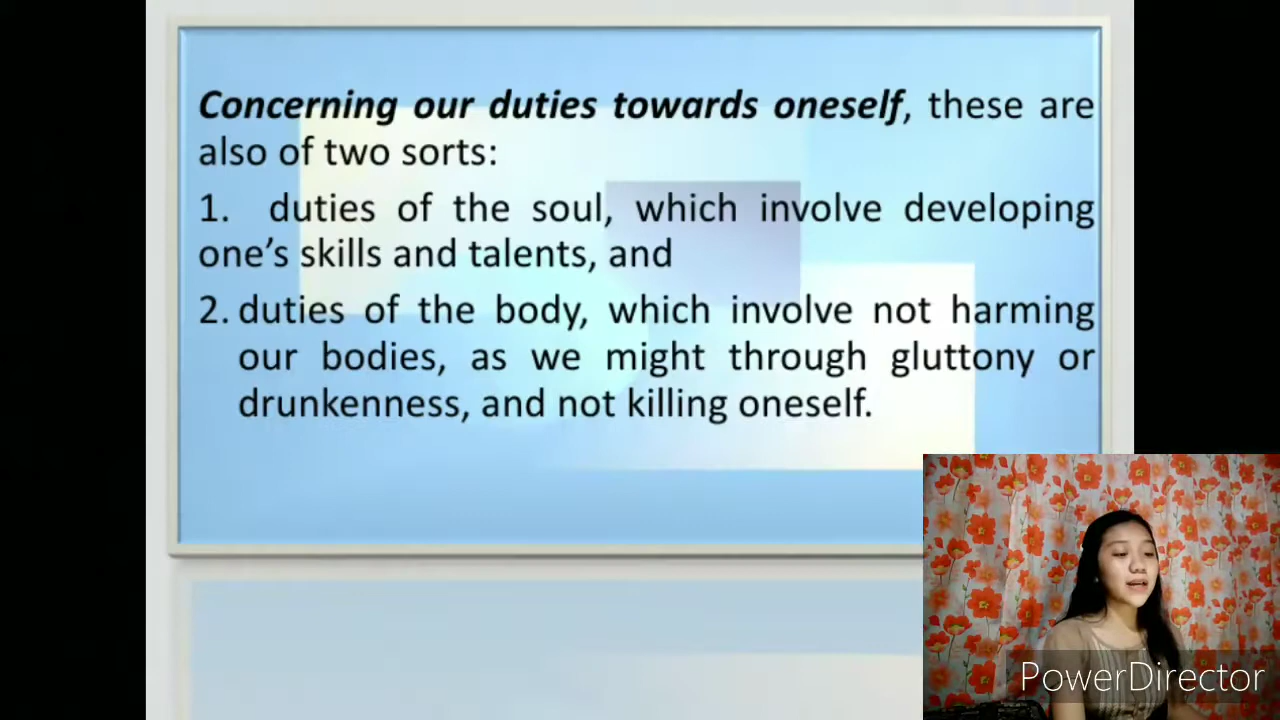 Concerning our duties towards oneself, these are
also of two sorts:
1. duties of the soul, which involve developing
one’s skills and talents, and
2. duties of the body, which involve not harming
our bodies, as we might through gluttony or
drunkenness, and not killing oneself.
PowerDirector